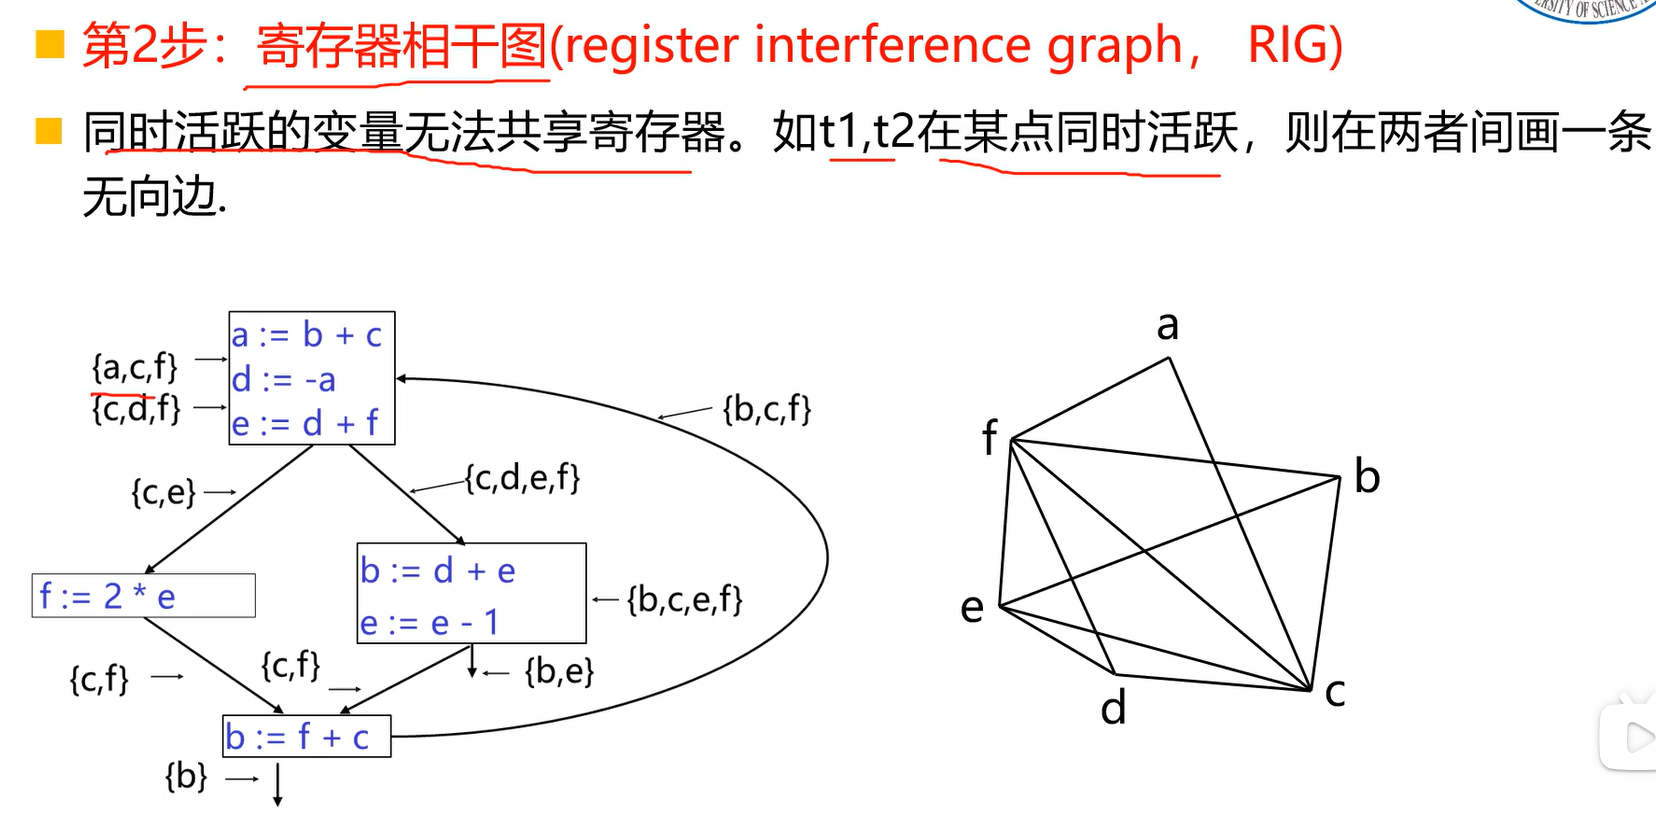 ERSITY OF SCIENCE A
第2步：寄存器相干图(register interference graph， RIG)
同时活跃的变量无法共享寄存器。如t1,t2在某点同时活跃，则在两者间画一条
无向边.
a := b + c
{a,c,f}
d := -a
{c,d,f}
e := d + f
{b,c,f}
{c,e}
{c,d,e,f}
f := 2 * e
b := d + e
{b,c,e,f}
e := e - 1
{c,f}
{c,f}
{b,e}
b := f + c
{b}
a
f
b
e
d
c